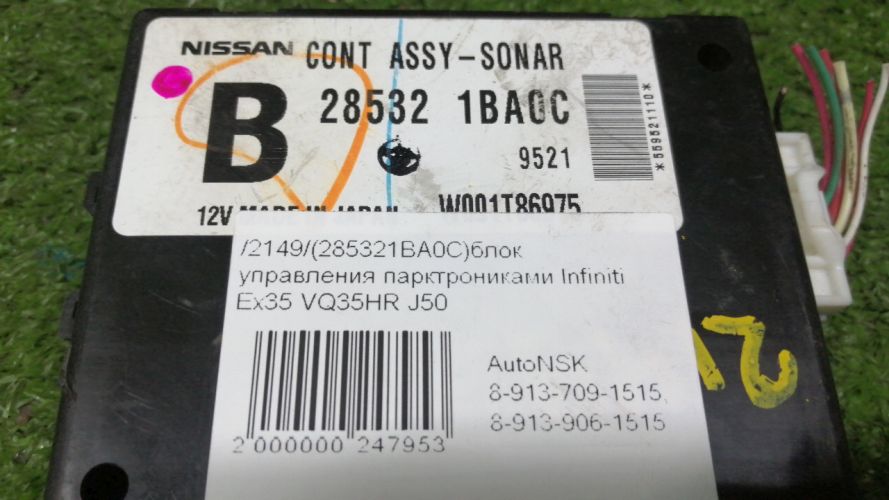 NISSAN CONT ASSY-SONAR
B 28532 1BA0C
9521
*559521110*
12V MADE IN JAPAN W001T86975
/2149/(285321BA0C)блок
управления парктрониками Infiniti
Ex35 VQ35HR J50
AutoNSK
8-913-709-1515,
8-913-906-1515
2 000000 247953